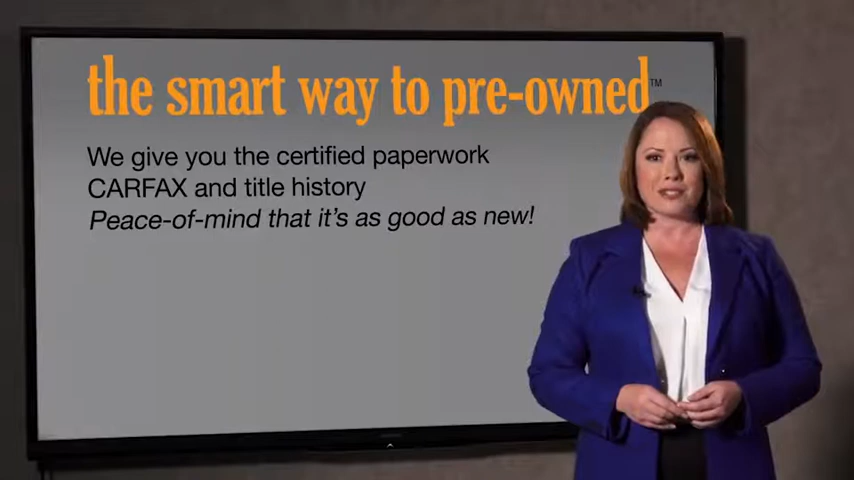 the smart way to pre-owned™
We give you the certified paperwork
CARFAX and title history
Peace-of-mind that it's as good as new!